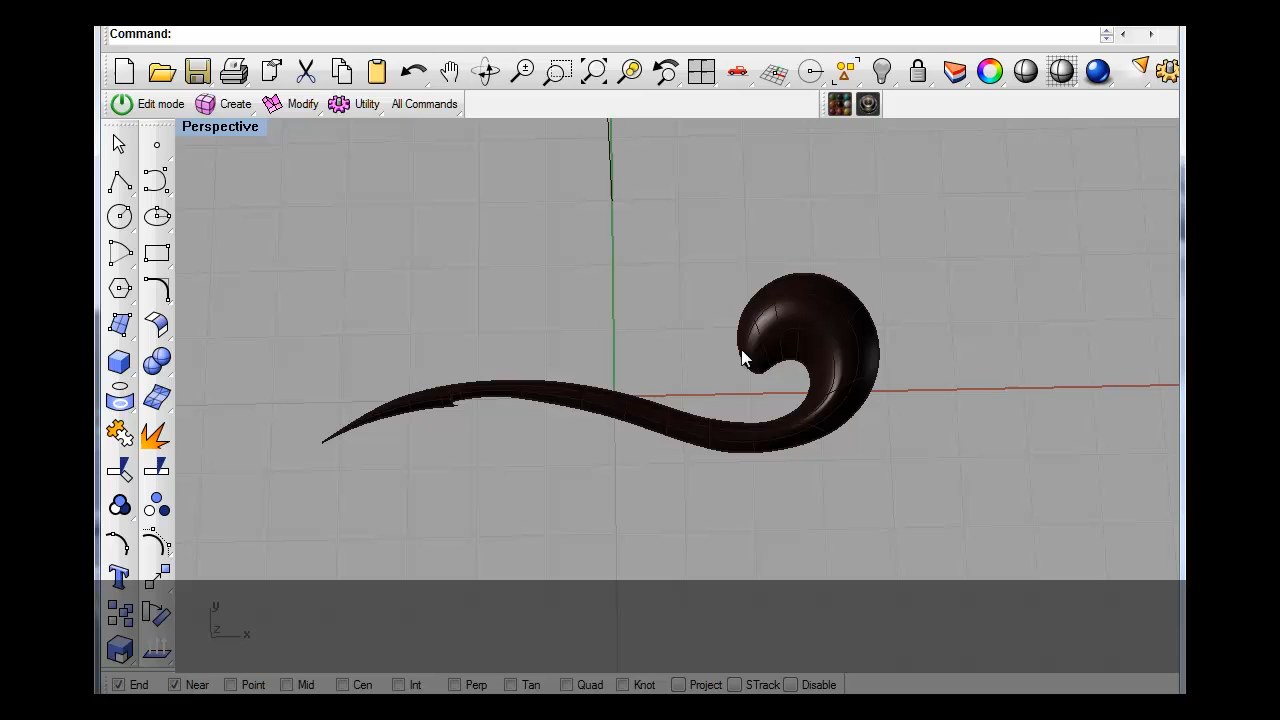 Command:
Edit mode Create Modify Utility All Commands
Perspective
T
y
z x
End Near Point Mid Cen Int Perp Tan Quad Knot Project STrack Disable